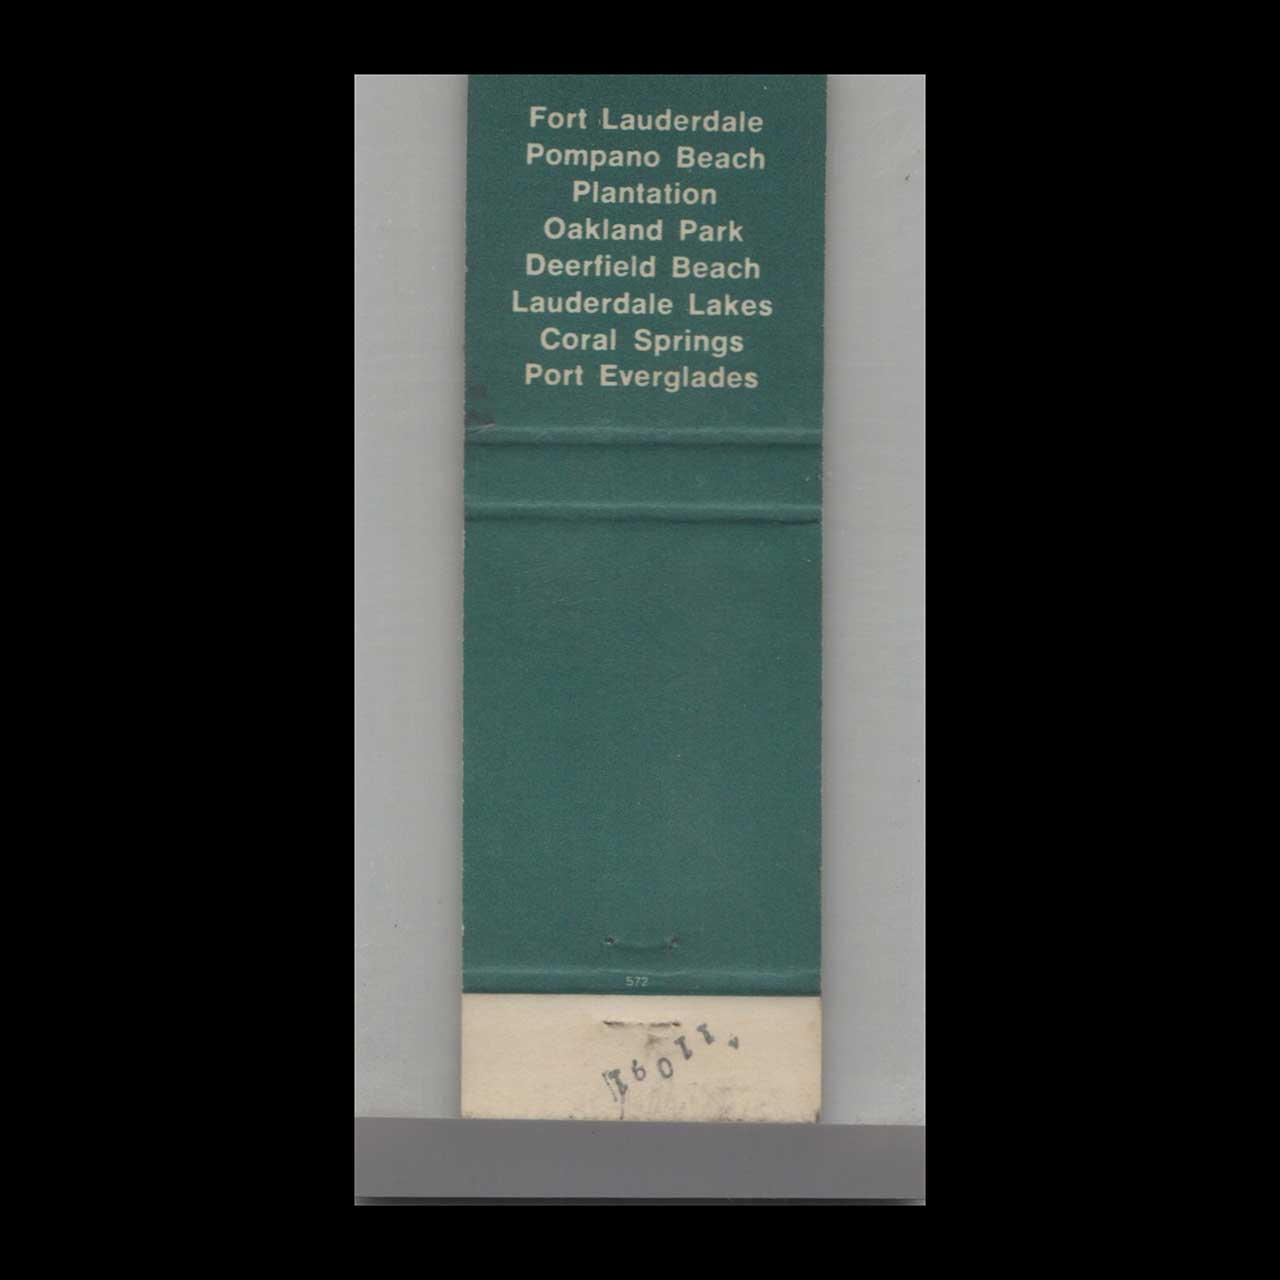 Fort Lauderdale
Pompano Beach
Plantation
Oakland Park
Deerfield Beach
Lauderdale Lakes
Coral Springs
Port Everglades
572